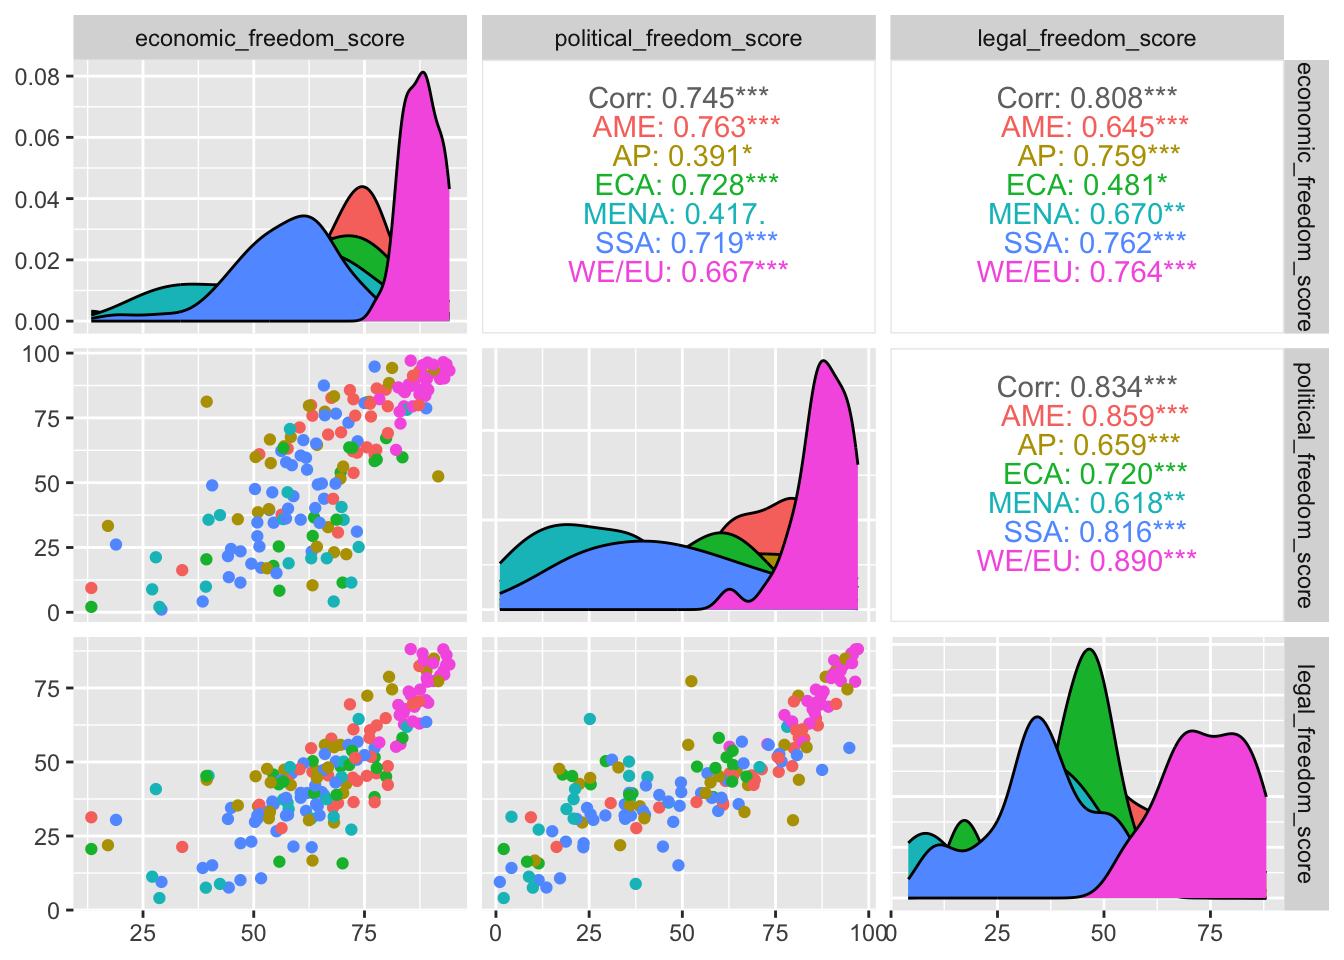 economic_freedom_score
political_freedom_score
legal_freedom_score
0.08
0.06
0.04
0.02
0.00
Corr: 0.745***
AME: 0.763***
AP: 0.391*
ECA: 0.728***
MENA: 0.417.
SSA: 0.719***
WE/EU: 0.667***
Corr: 0.808***
AME: 0.645***
AP: 0.759***
ECA: 0.481*
MENA: 0.670**
SSA: 0.762***
WE/EU: 0.764***
economic_freedom_score
100
75
50
25
0
Corr: 0.834***
AME: 0.859***
AP: 0.659***
ECA: 0.720***
MENA: 0.618**
SSA: 0.816***
WE/EU: 0.890***
political_freedom_score
75
50
25
0
legal_freedom_score
25
50
75
0
25
50
75
100
0
25
50
75